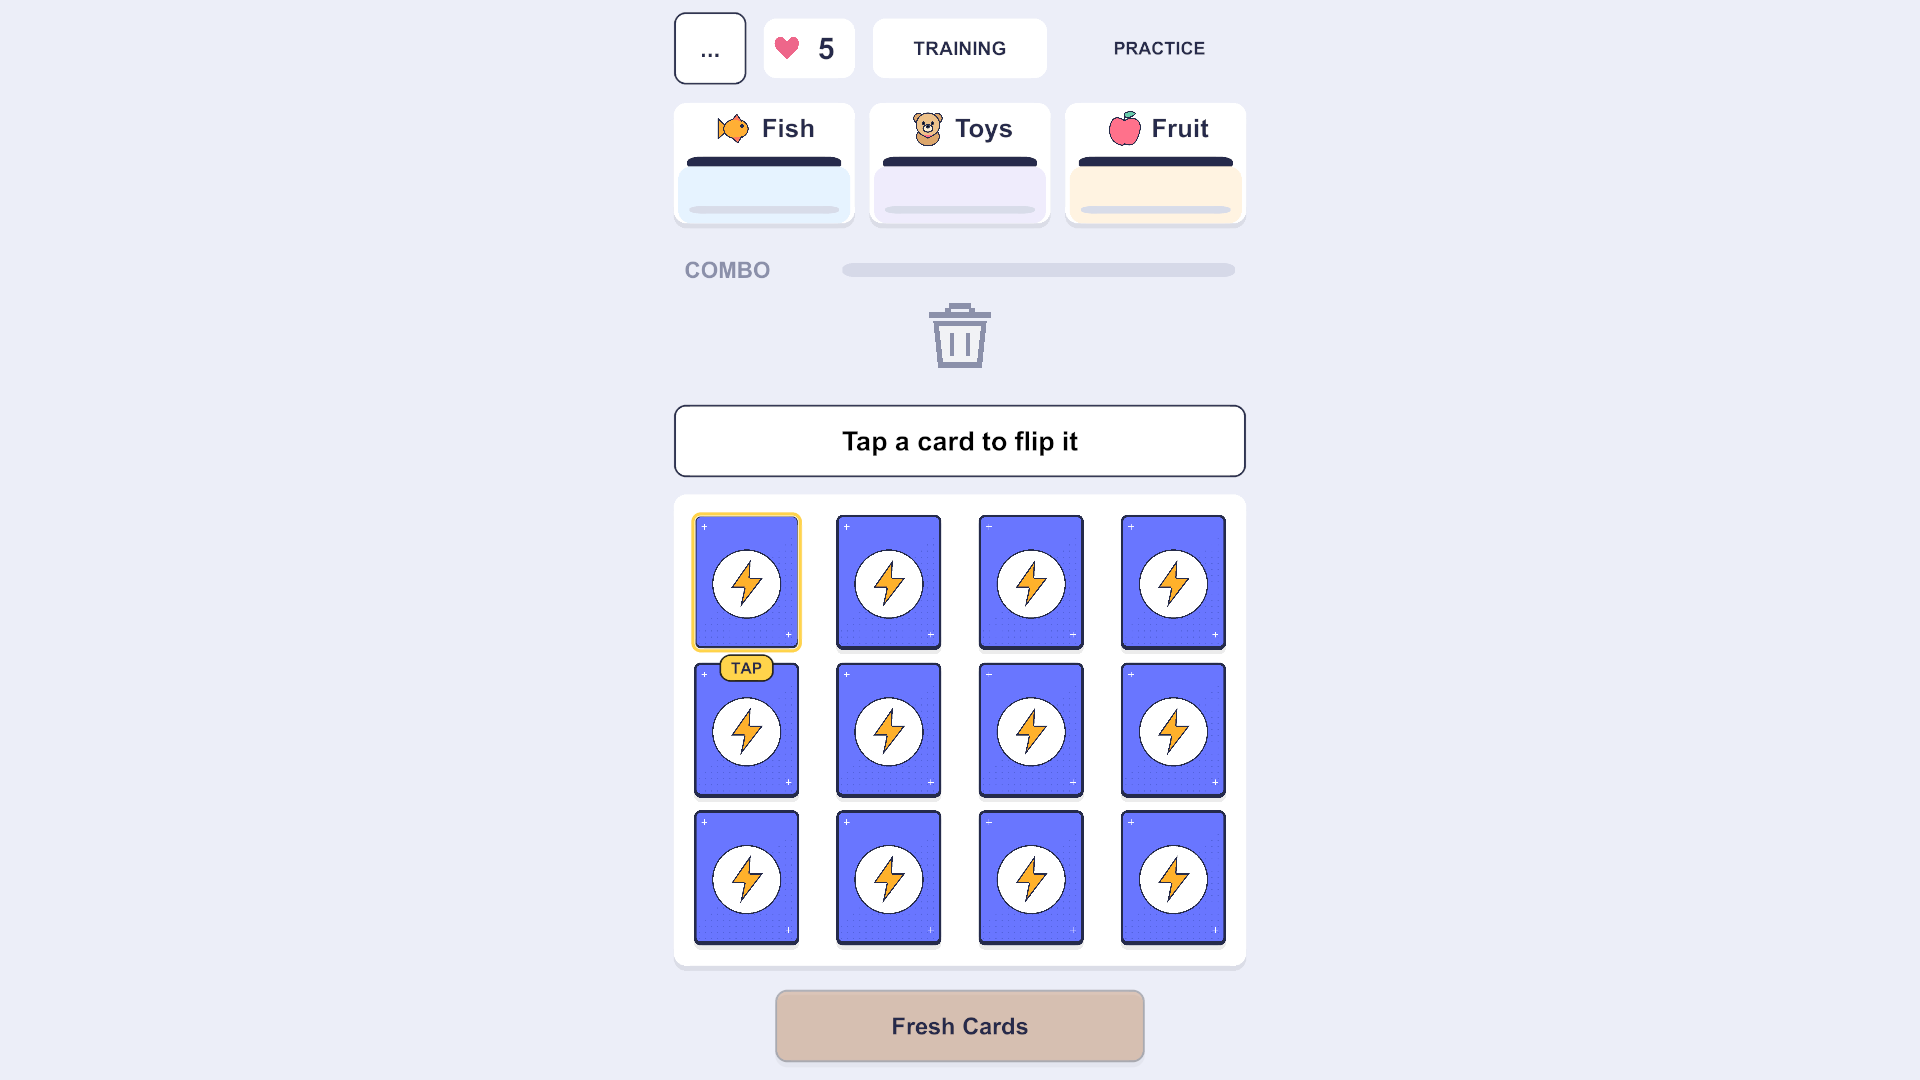 ...
5
TRAINING
PRACTICE
Fish
Toys
Fruit
COMBO
Tap a card to flip it
TAP
Fresh Cards